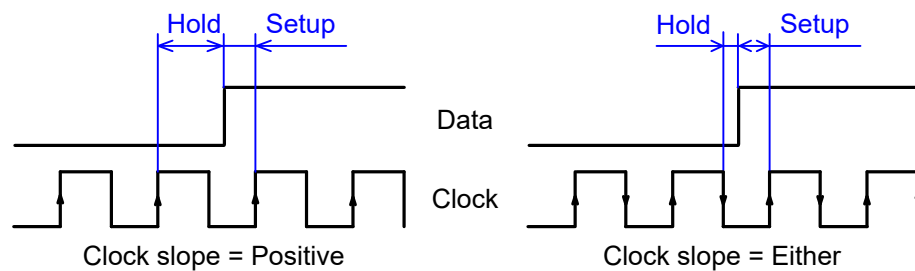 Hold Setup
Hold Setup
Data
Clock
Clock slope = Positive
Clock slope = Either